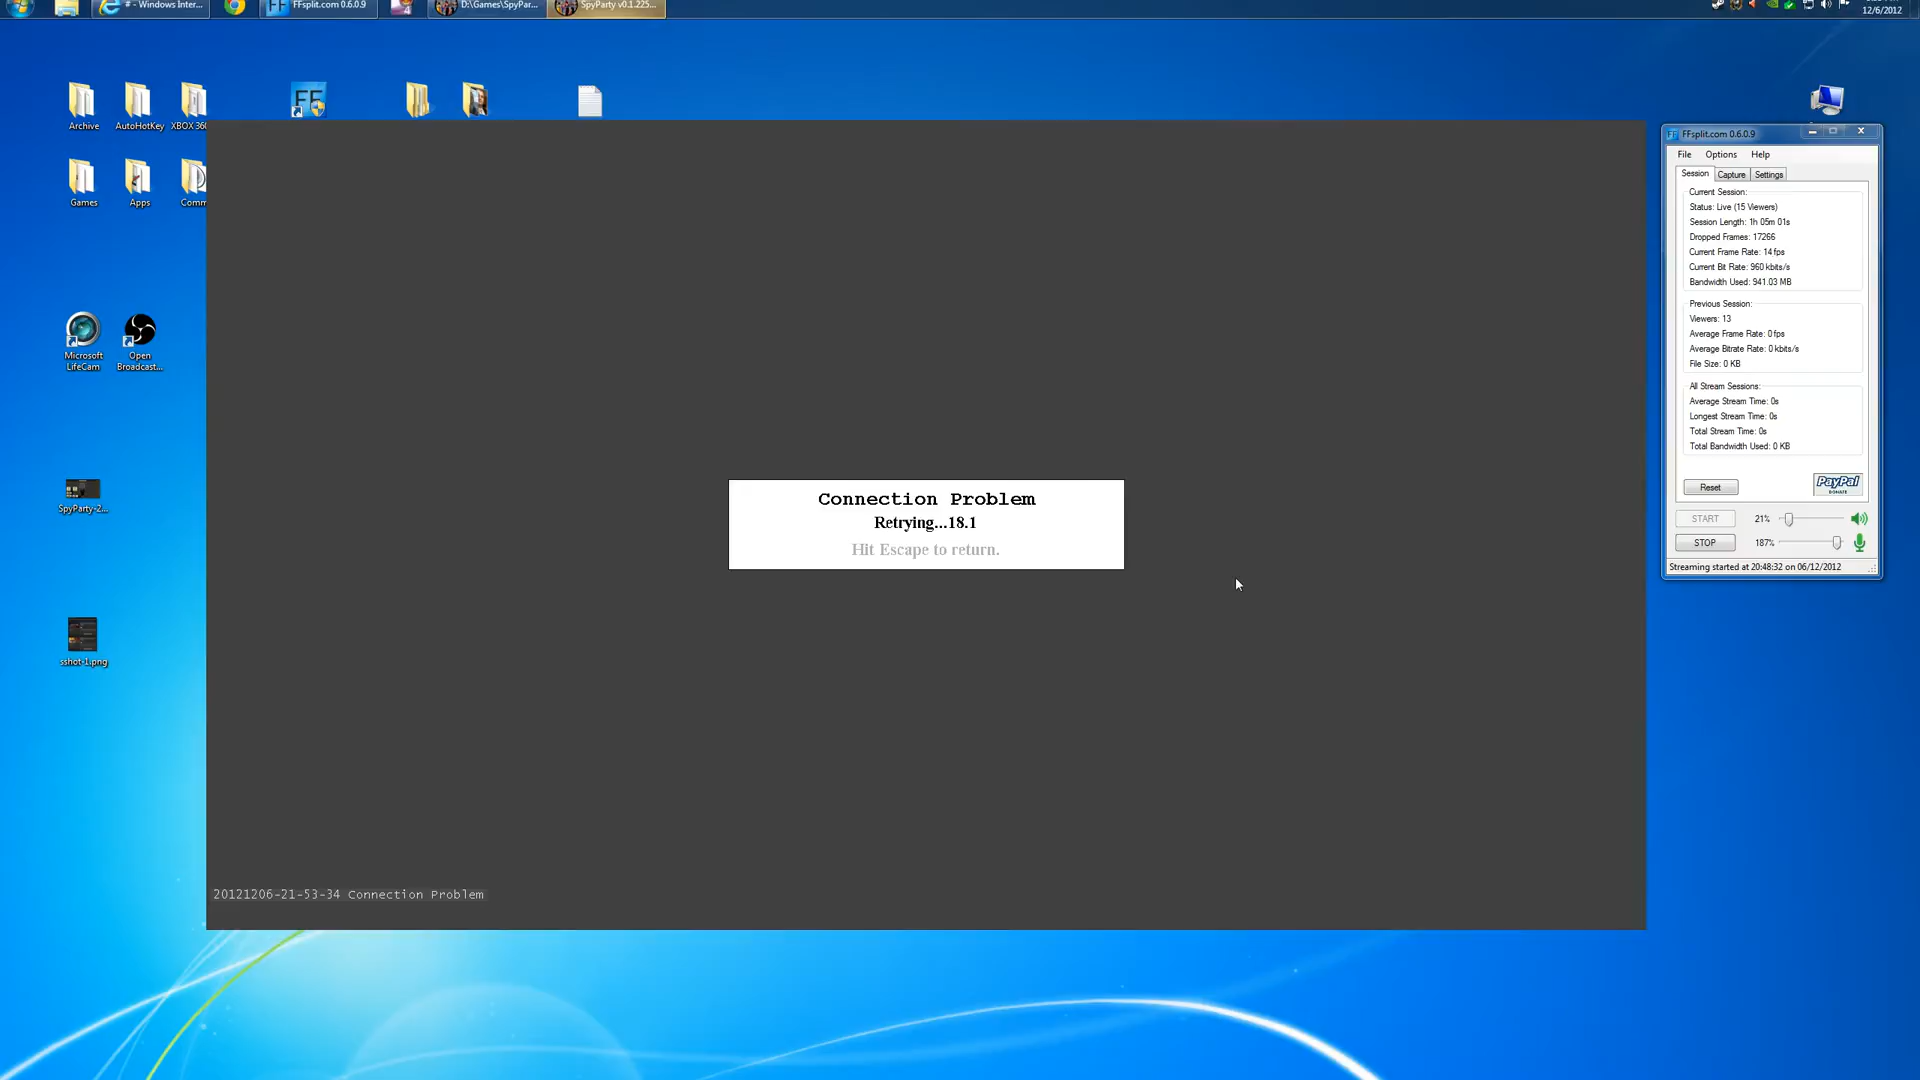 # - Windows Inter...
FFsplit.com 0.6.0.9
D:\Games\SpyPar...
SpyParty v0.1.225...
12/6/2012
Archive
AutoHotKey
XBOX 360
FF
Games
Apps
Comm
Microsoft
LifeCam
Open
Broadcast...
SpyParty-2...
sshot-1.png
Connection Problem
Retrying...18.1
Hit Escape to return.
20121206-21-53-34 Connection Problem
FFsplit.com 0.6.0.9
File Options Help
Session Capture Settings
Current Session:
Status: Live (15 Viewers)
Session Length: 1h 05m 01s
Dropped Frames: 17266
Current Frame Rate: 14 fps
Current Bit Rate: 960 kbits/s
Bandwidth Used: 941.03 MB
Previous Session:
Viewers: 13
Average Frame Rate: 0 fps
Average Bitrate Rate: 0 kbits/s
File Size: 0 KB
All Stream Sessions:
Average Stream Time: 0s
Longest Stream Time: 0s
Total Stream Time: 0s
Total Bandwidth Used: 0 KB
Reset
PayPal
DONATE
START 21%
STOP 187%
Streaming started at 20:48:32 on 06/12/2012